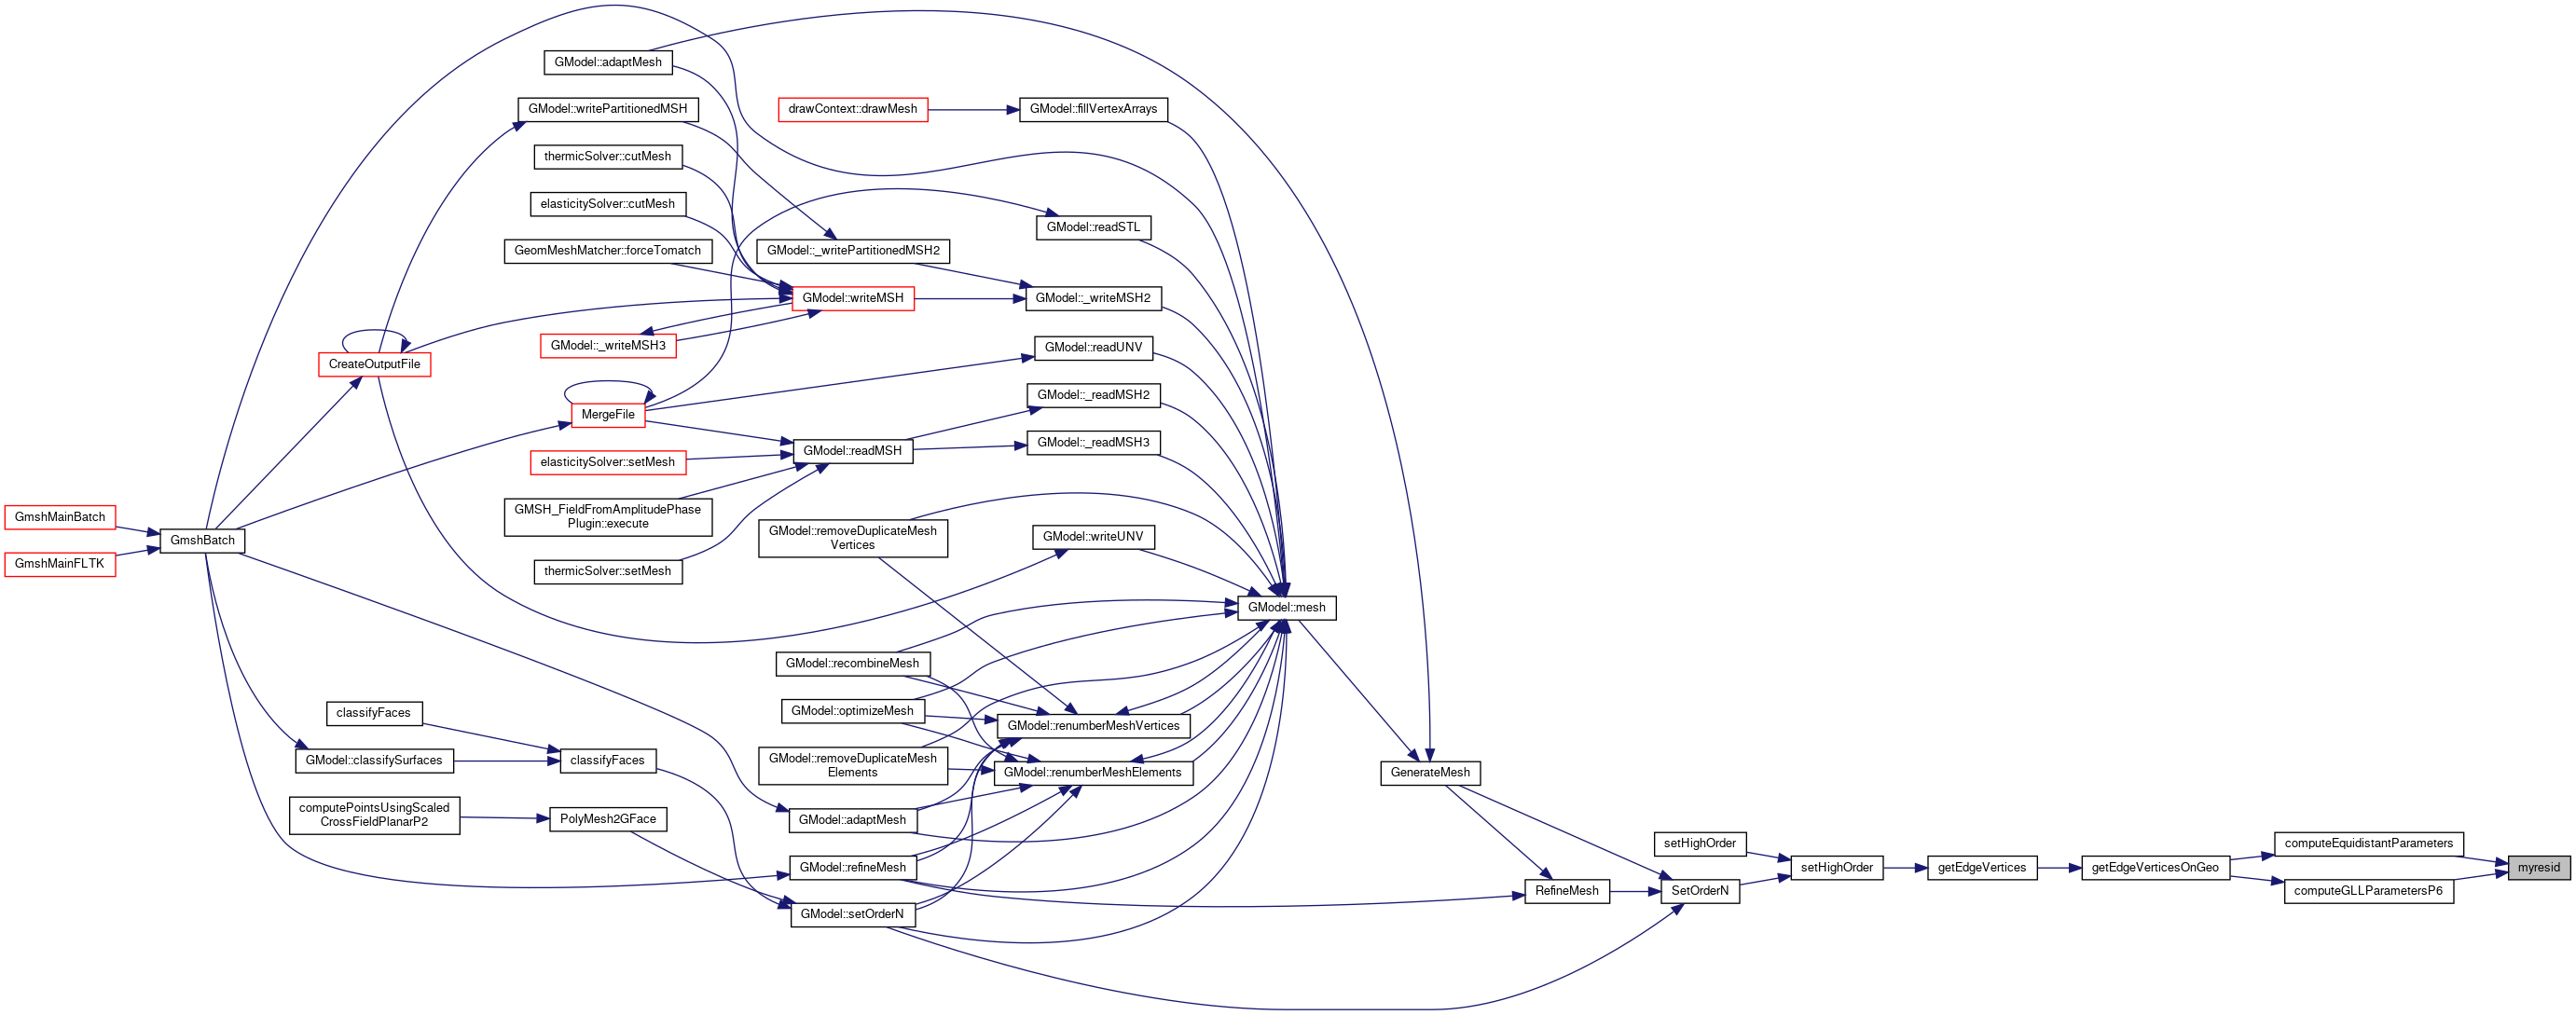 GModel::adaptMesh
GModel::writePartitionedMSH
drawContext::drawMesh
GModel::fillVertexArrays
thermicSolver::cutMesh
elasticitySolver::cutMesh
GModel::readSTL
GeomMeshMatcher::forceTomatch
GModel::_writePartitionedMSH2
GModel::writeMSH
GModel::_writeMSH2
GModel::_writeMSH3
GModel::readUNV
CreateOutputFile
GModel::_readMSH2
MergeFile
GModel::_readMSH3
GModel::readMSH
elasticitySolver::setMesh
GMSH_FieldFromAmplitudePhase
Plugin::execute
GmshMainBatch
GmshBatch
GModel::removeDuplicateMesh
Vertices
GModel::writeUNV
GmshMainFLTK
thermicSolver::setMesh
GModel::mesh
GModel::recombineMesh
classifyFaces
GModel::optimizeMesh
GModel::renumberMeshVertices
GModel::classifySurfaces
classifyFaces
GModel::removeDuplicateMesh
Elements
GModel::renumberMeshElements
GenerateMesh
computePointsUsingScaled
CrossFieldPlanarP2
PolyMesh2GFace
GModel::adaptMesh
setHighOrder
computeEquidistantParameters
GModel::refineMesh
setHighOrder
getEdgeVertices
getEdgeVerticesOnGeo
myresid
RefineMesh
SetOrderN
computeGLLParametersP6
GModel::setOrderN